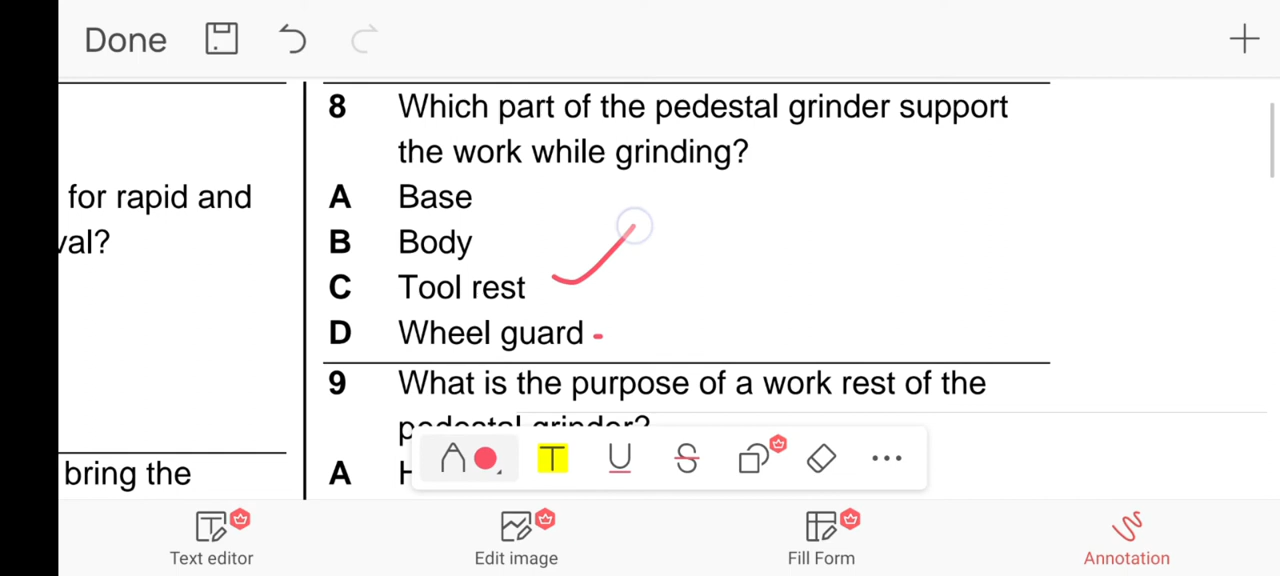 Done
8 Which part of the pedestal grinder support
the work while grinding?
A Base
for rapid and
B Body
val?
C Tool rest
D Wheel guard
9 What is the purpose of a work rest of the
pedestal grinder?
bring the
A H
T
U
S
Text editor
Edit image
Fill Form
Annotation